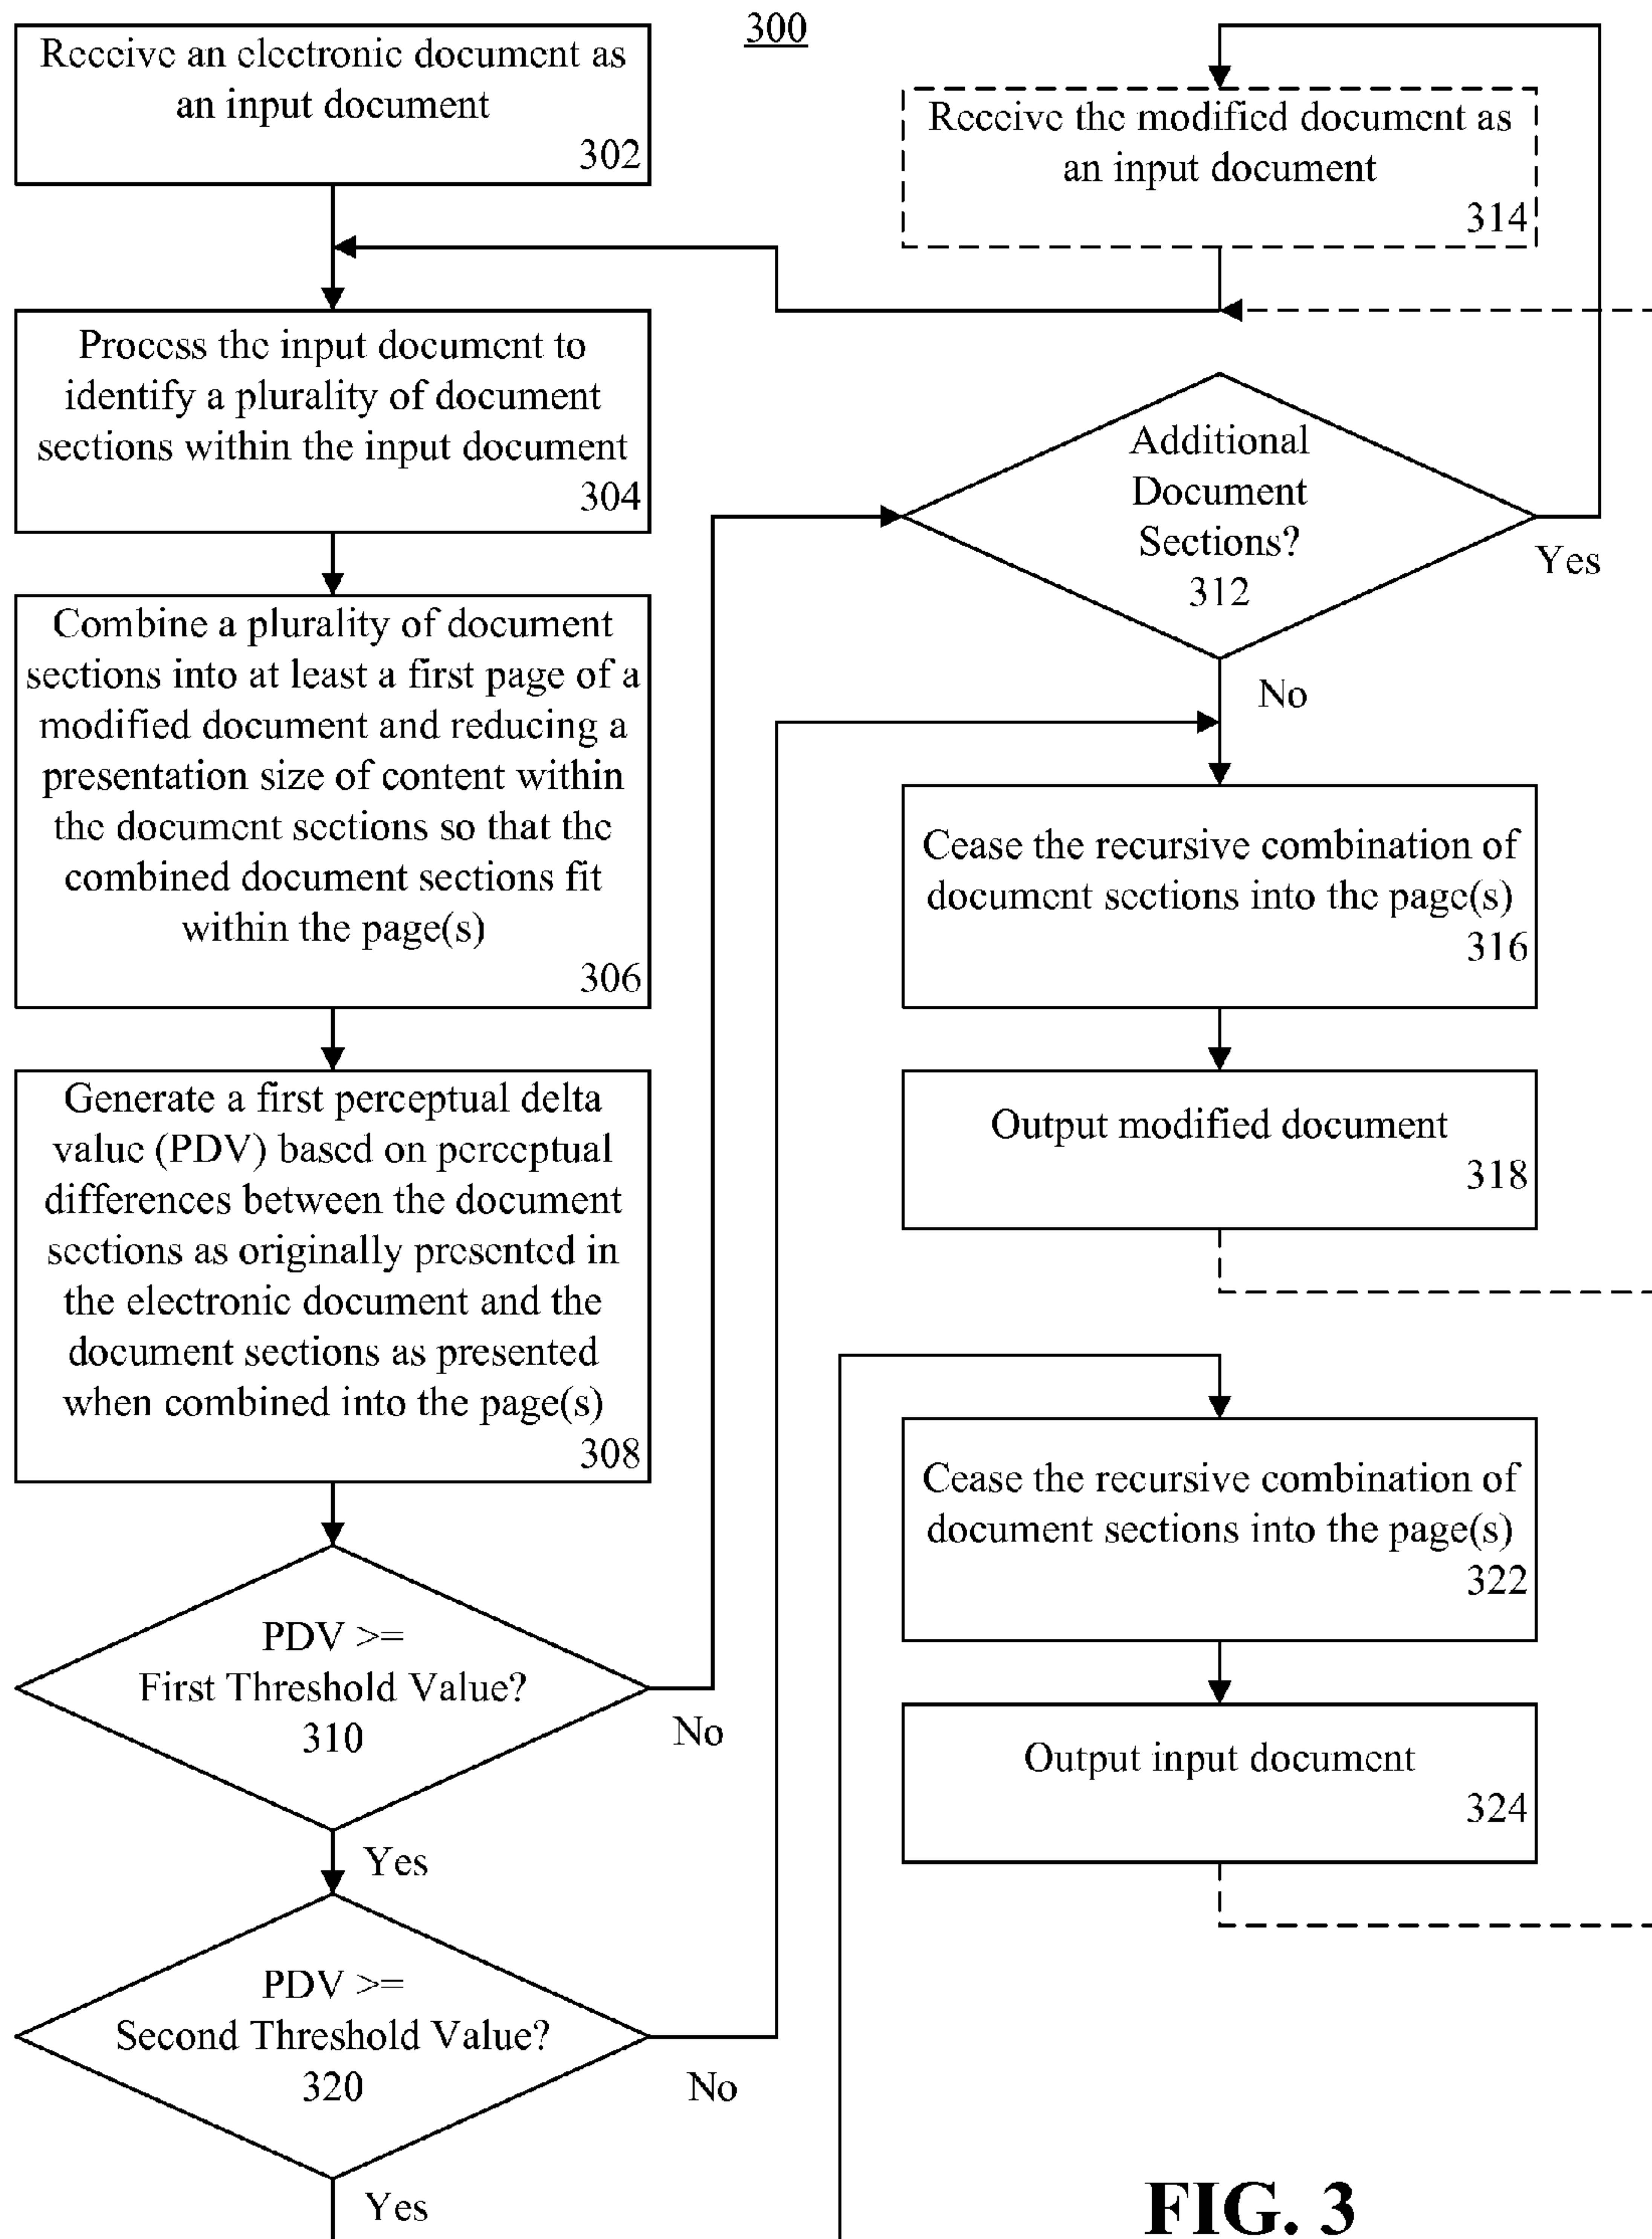 300
Receive an electronic document as
an input document
302
Process the input document to
identify a plurality of document
sections within the input document
304
Combine a plurality of document
sections into at least a first page of a
modified document and reducing a
presentation size of content within
the document sections so that the
combined document sections fit
within the page(s)
306
Generate a first perceptual delta
value (PDV) based on perceptual
differences between the document
sections as originally presented in
the electronic document and the
document sections as presented
when combined into the page(s)
308
PDV >=
First Threshold Value?
310
No
Yes
PDV >=
Second Threshold Value?
320
No
Yes
Receive the modified document as
an input document
314
Additional
Document
Sections?
312
Yes
No
Cease the recursive combination of
document sections into the page(s)
316
Output modified document
318
Cease the recursive combination of
document sections into the page(s)
322
Output input document
324
FIG. 3